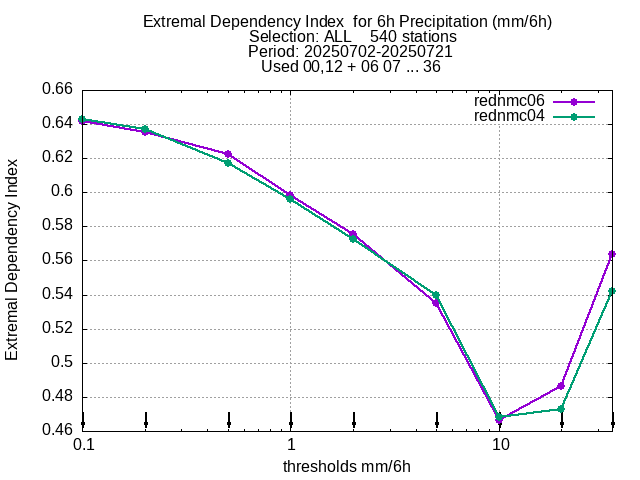 Extremal Dependency Index  for 6h Precipitation (mm/6h)
Selection: ALL    540 stations
Period: 20250702-20250721
Used 00,12 + 06 07 ... 36
rednmc06
rednmc04
Extremal Dependency Index
0.66
0.64
0.62
0.6
0.58
0.56
0.54
0.52
0.5
0.48
0.46
0.1 1 10
thresholds mm/6h